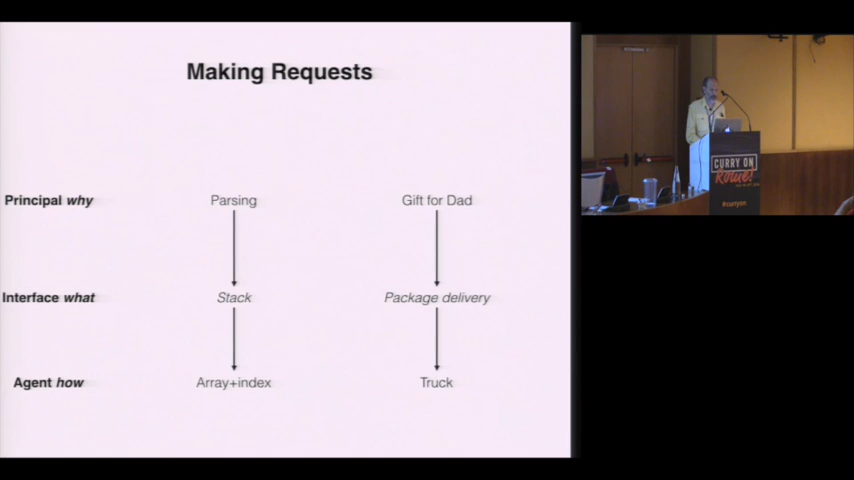 Making Requests
Principal why
Parsing
Gift for Dad
Interface what
Stack
Package delivery
Agent how
Array+index
Truck
CURRY ON
Rome!
#curryon